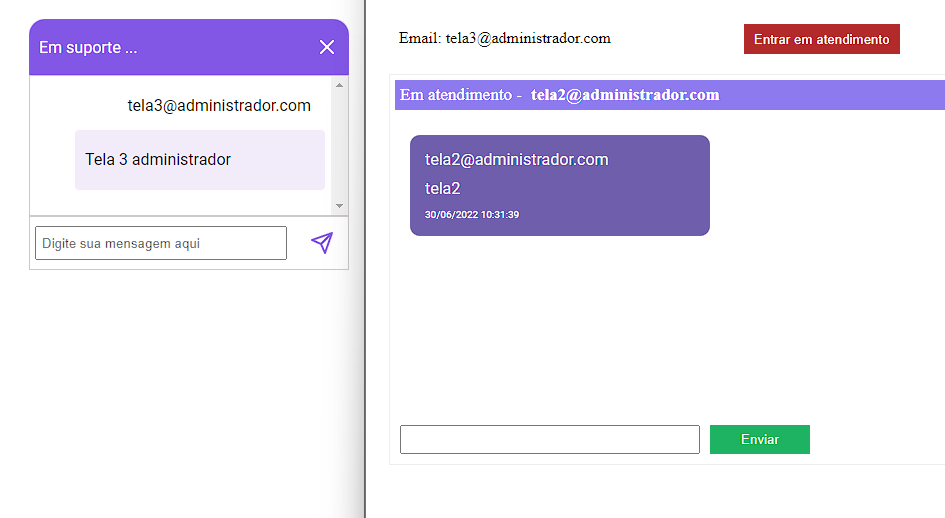 Em suporte ...
tela3@administrador.com
Tela 3 administrador
Digite sua mensagem aqui
Email: tela3@administrador.com
Entrar em atendimento
Em atendimento - tela2@administrador.com
tela2@administrador.com
tela2
30/06/2022 10:31:39
Enviar